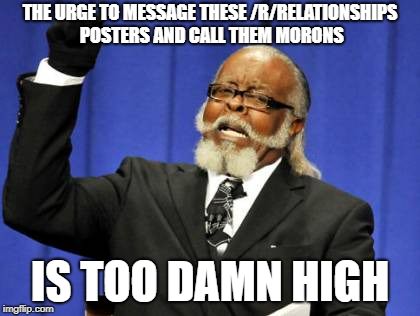 THE URGE TO MESSAGE THESE /R/RELATIONSHIPS
POSTERS AND CALL THEM MORONS
IS TOO DAMN HIGH
imgflip.com